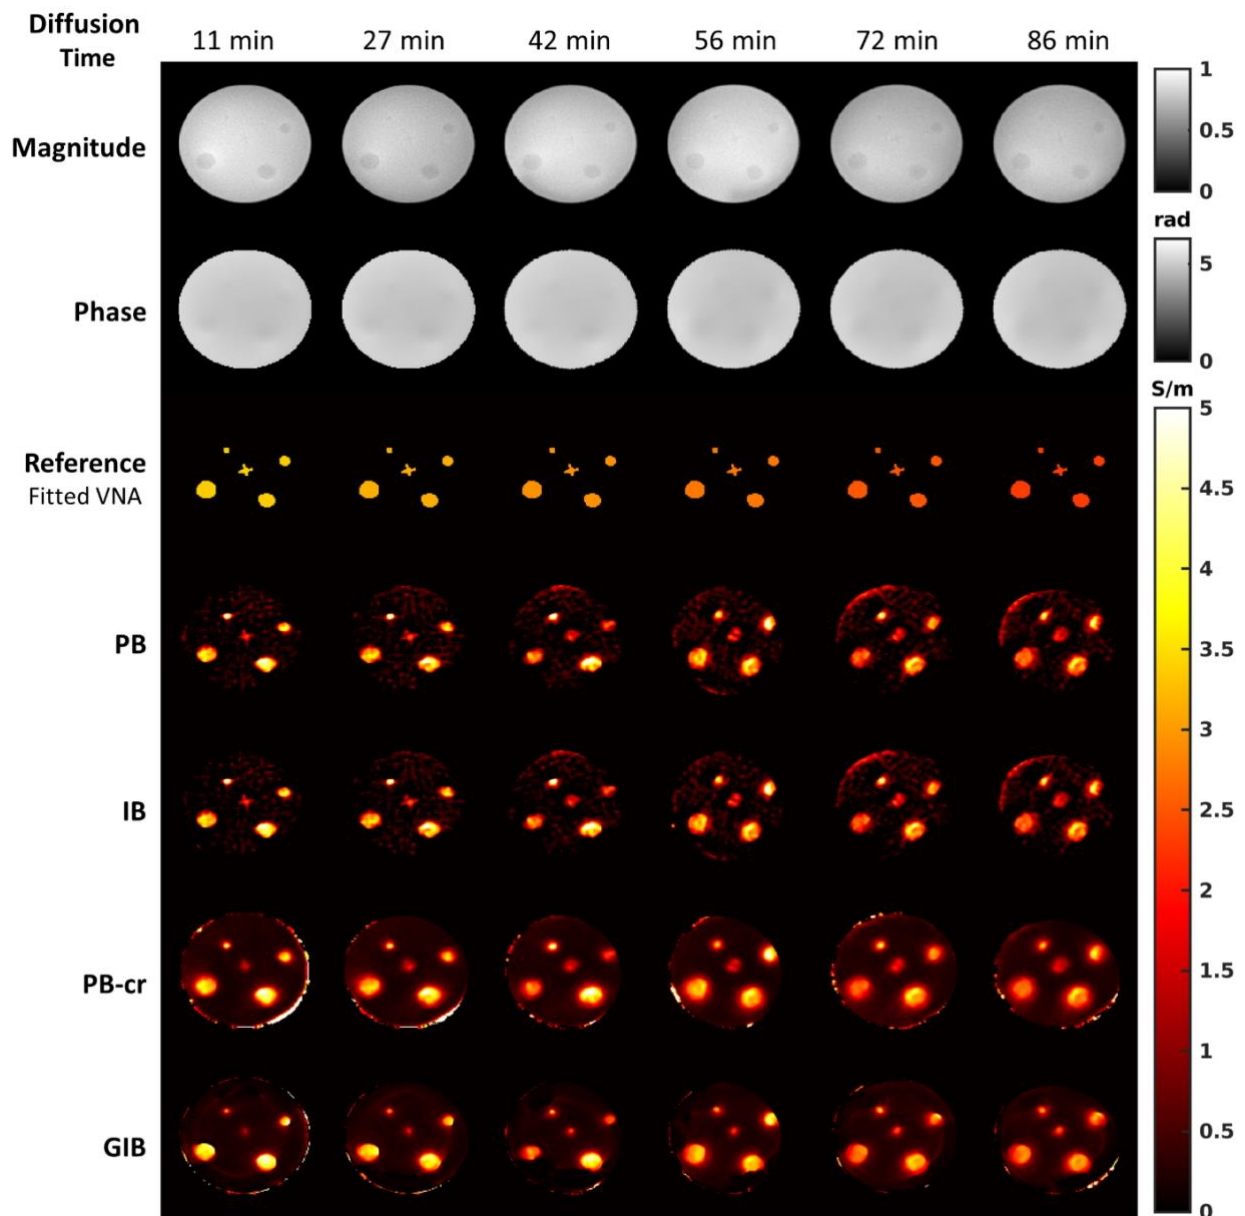 Diffusion
Time
11 min 27 min 42 min 56 min 72 min 86 min
Magnitude
1
0.5
0
Phase
rad
5
0
Reference
Fitted VNA
PB
IB
PB-cr
GIB
S/m
5
4.5
4
3.5
3
2.5
2
1.5
1
0.5
0